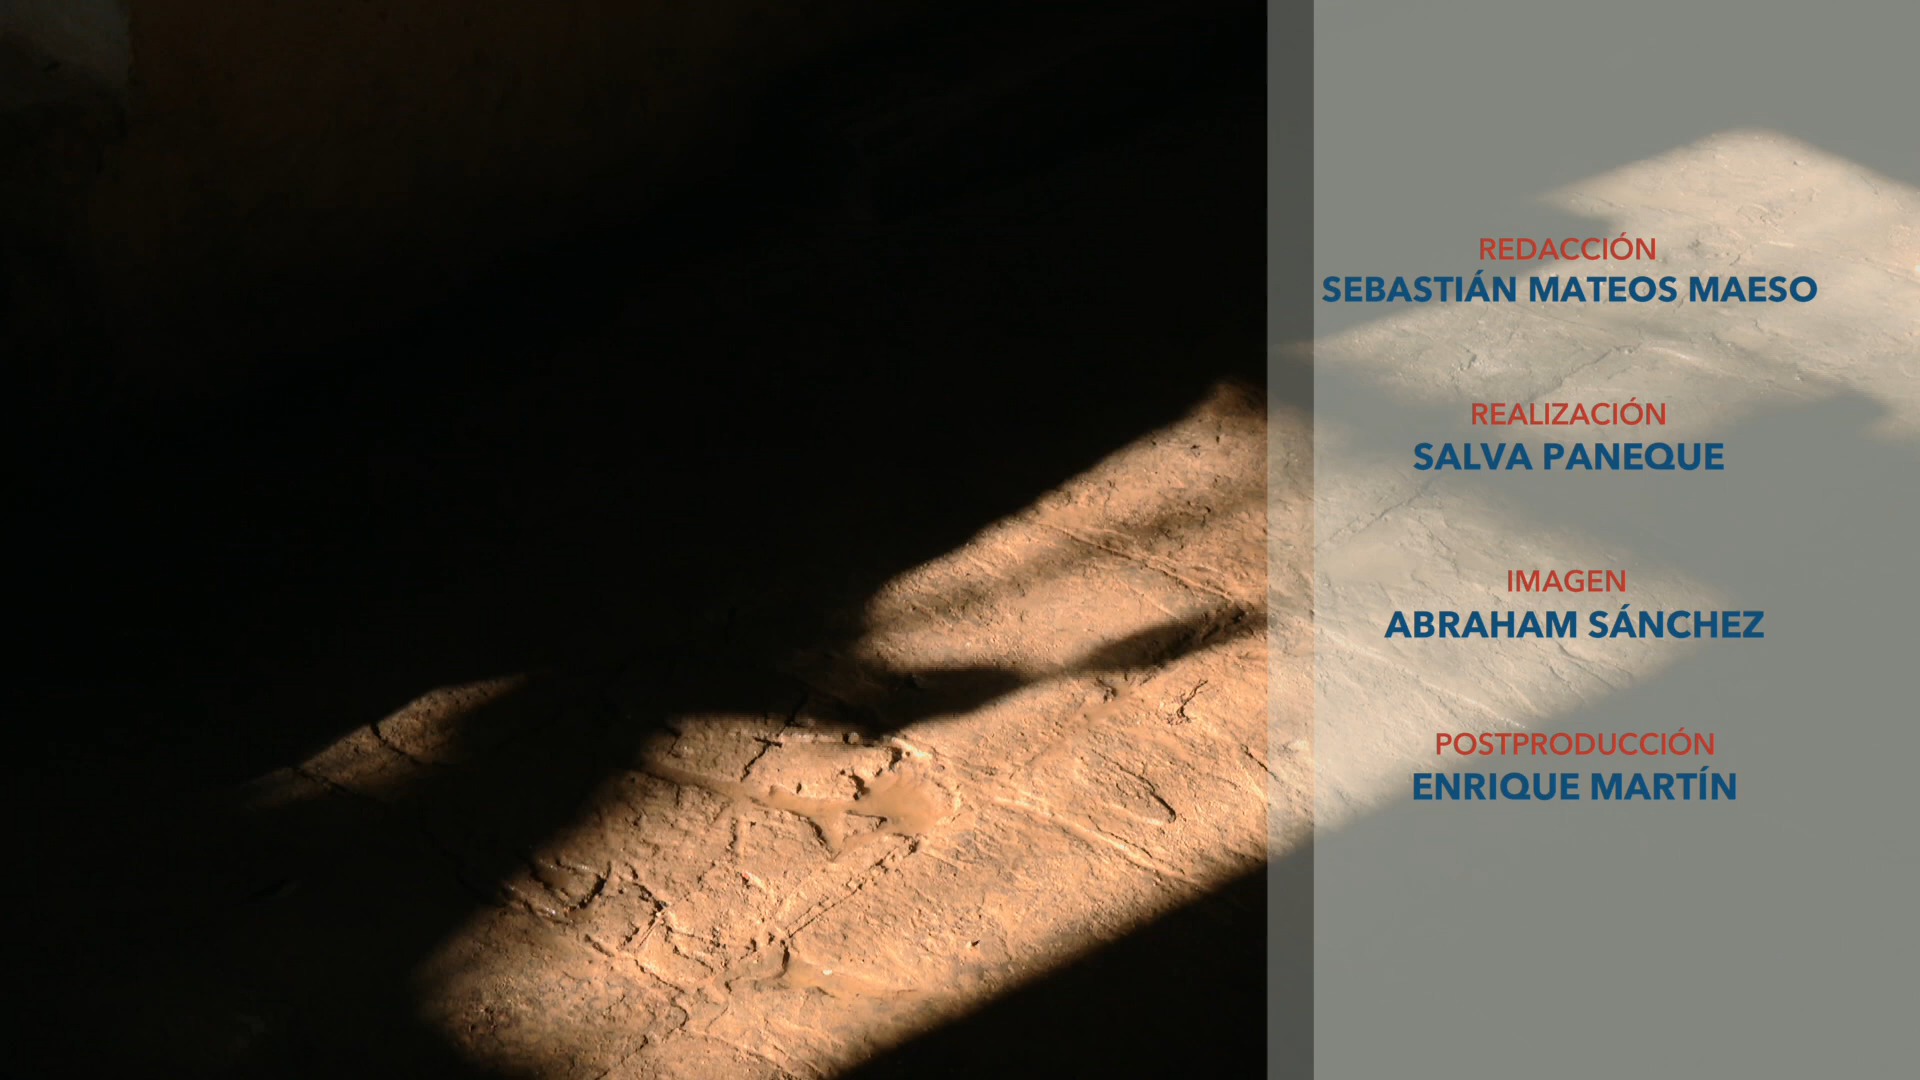 REDACCIÓN
SEBASTIÁN MATEOS MAESO
REALIZACIÓN
SALVA PANEQUE
IMAGEN
ABRAHAM SÁNCHEZ
POSTPRODUCCIÓN
ENRIQUE MARTÍN